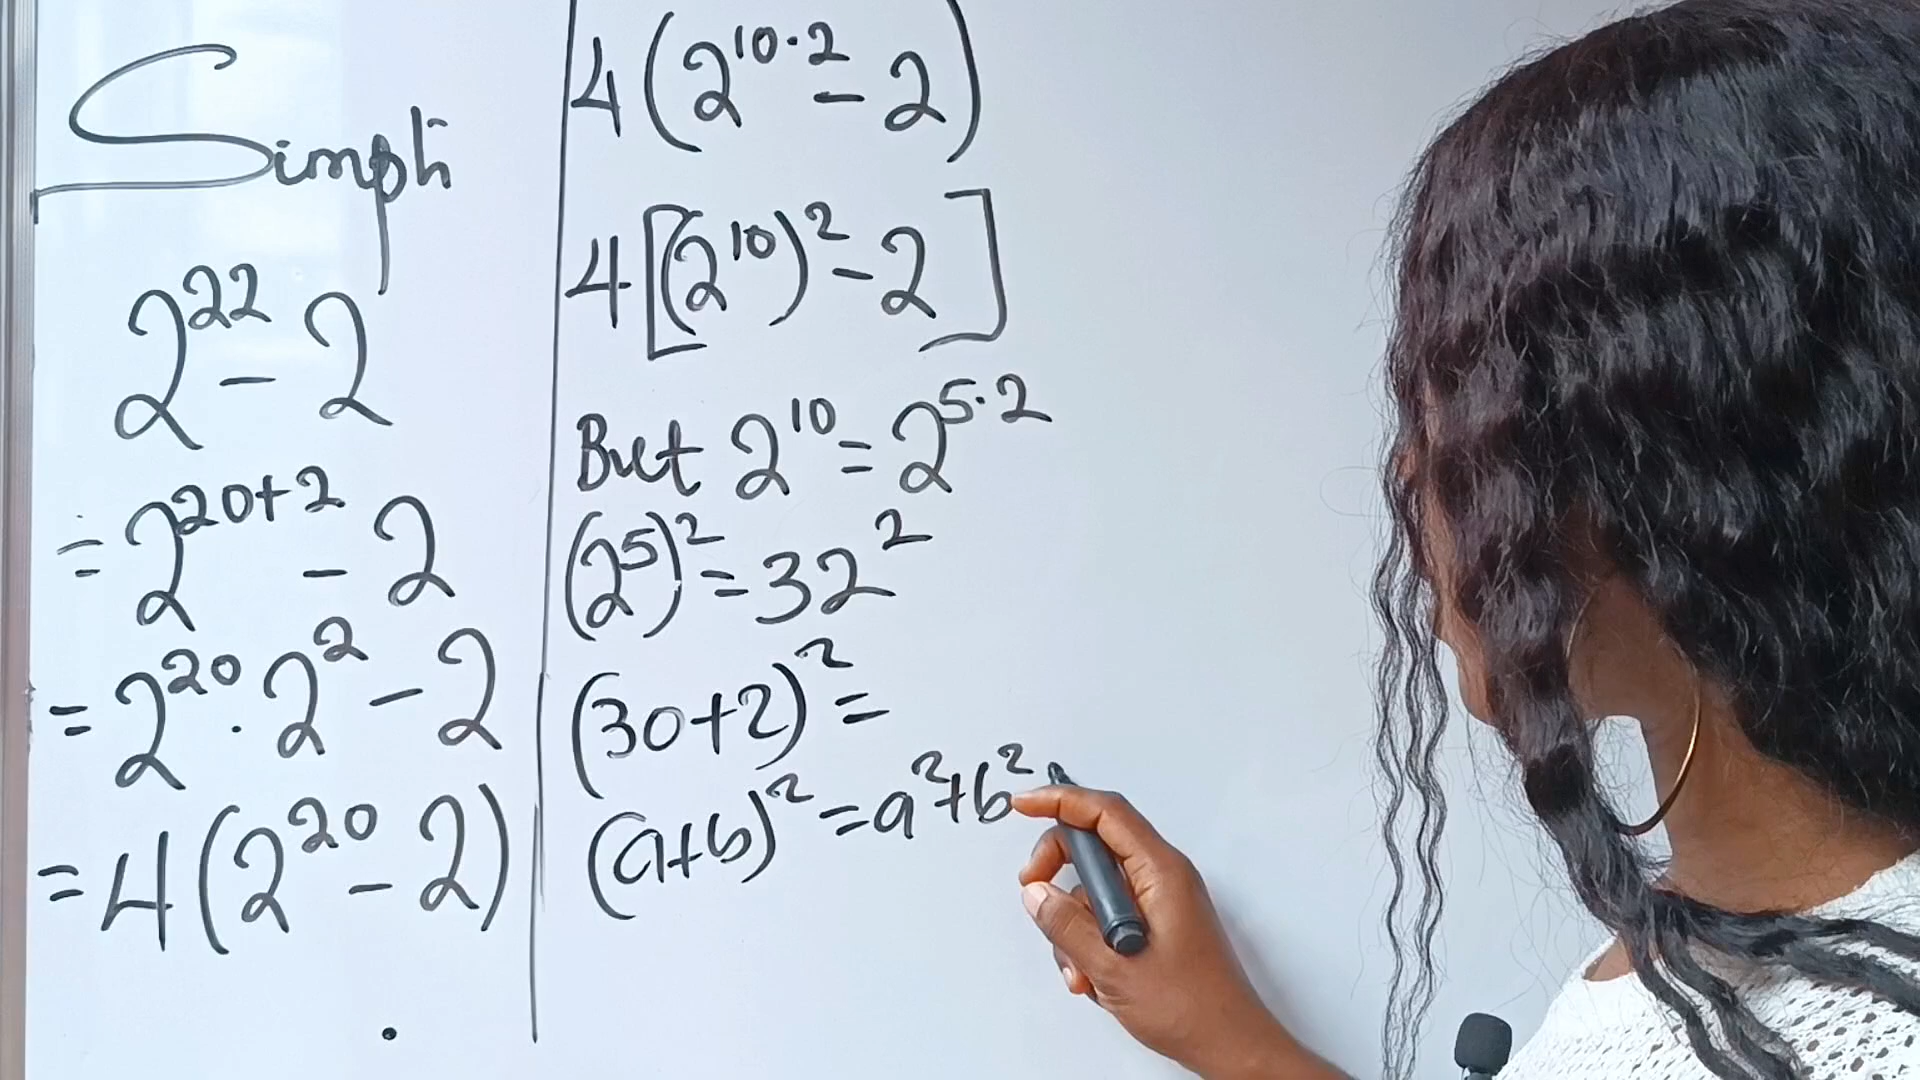 Simpli
2²² - 2
= 2²⁰⁺² - 2
= 2²⁰ · 2² - 2
= 4(2²⁰ - 2)
4(2¹⁰·² - 2)
4[(2¹⁰)² - 2]
But 2¹⁰ = 2⁵·²
(2⁵)² = 32²
(30+2)² =
(a+b)² = a²+b²